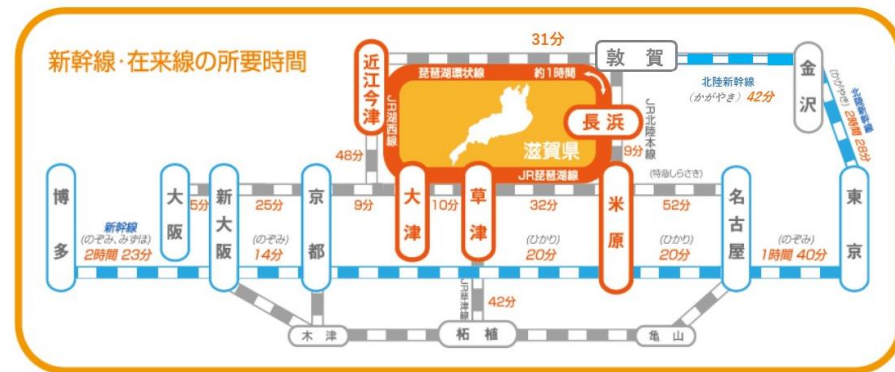 新幹線・在来線の所要時間
31分
敦賀
北陸新幹線
(かがやき) 42分
金沢
北陸新幹線
(かがやき)
2時間 28分
近江今津
琵琶湖環状線
約1時間
JR湖西線
長浜
滋賀県
JR琵琶湖線
JR北陸本線
9分
48分
(特急しらさぎ)
博多
大阪
新大阪
京都
大津
草津
米原
名古屋
東京
5分
25分
9分
10分
32分
52分
新幹線
(のぞみ、みずほ)
2時間 23分
(のぞみ)
14分
(ひかり)
20分
(ひかり)
20分
(のぞみ)
1時間 40分
JR草津線
42分
木津
柘植
亀山